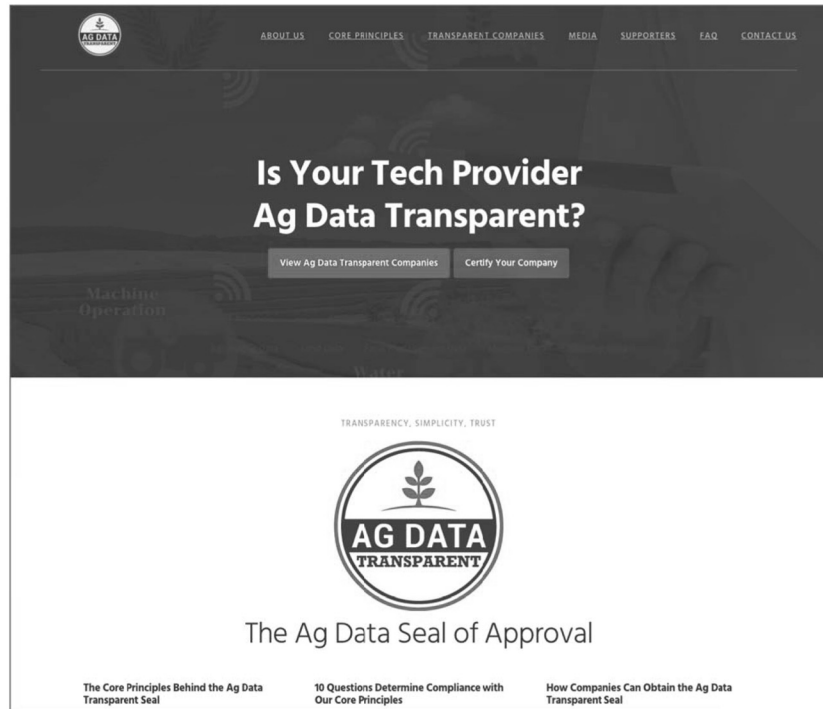 AG DATA
TRANSPARENT
ABOUT US CORE PRINCIPLES TRANSPARENT COMPANIES MEDIA SUPPORTERS FAQ CONTACT US
Is Your Tech Provider
Ag Data Transparent?
View Ag Data Transparent Companies Certify Your Company
Machine
Operation
Water
TRANSPARENCY, SIMPLICITY, TRUST
AG DATA
TRANSPARENT
The Ag Data Seal of Approval
The Core Principles Behind the Ag Data
Transparent Seal
10 Questions Determine Compliance with
Our Core Principles
How Companies Can Obtain the Ag Data
Transparent Seal